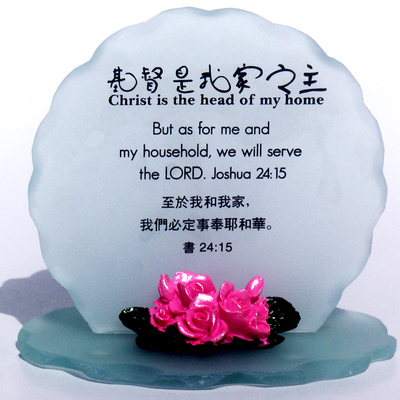 基督是我家之主
Christ is the head of my home
But as for me and
my household, we will serve
the LORD. Joshua 24:15
至於我和我家，
我們必定事奉耶和華。
書 24:15